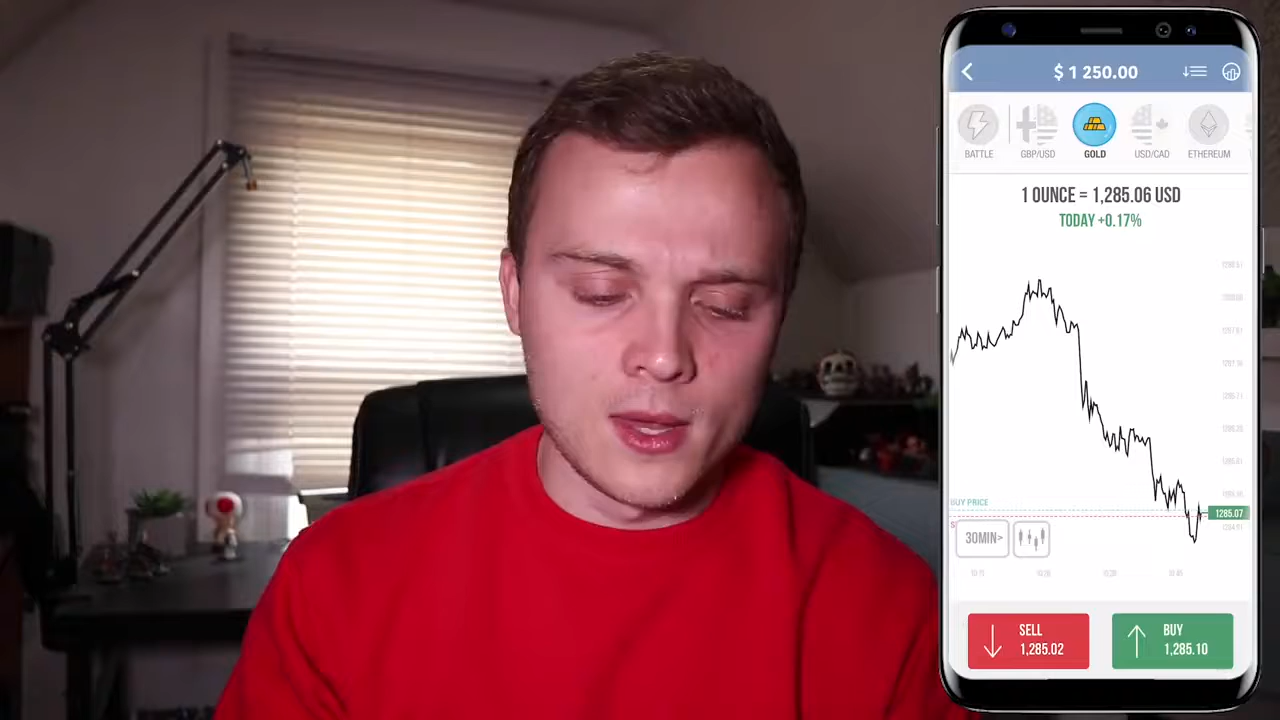 $ 1 250.00
BATTLE
GBP/USD
GOLD
USD/CAD
ETHEREUM
1 OUNCE = 1,285.06 USD
TODAY +0.17%
BUY PRICE
1285.07
30MIN>
SELL
1,285.02
BUY
1,285.10